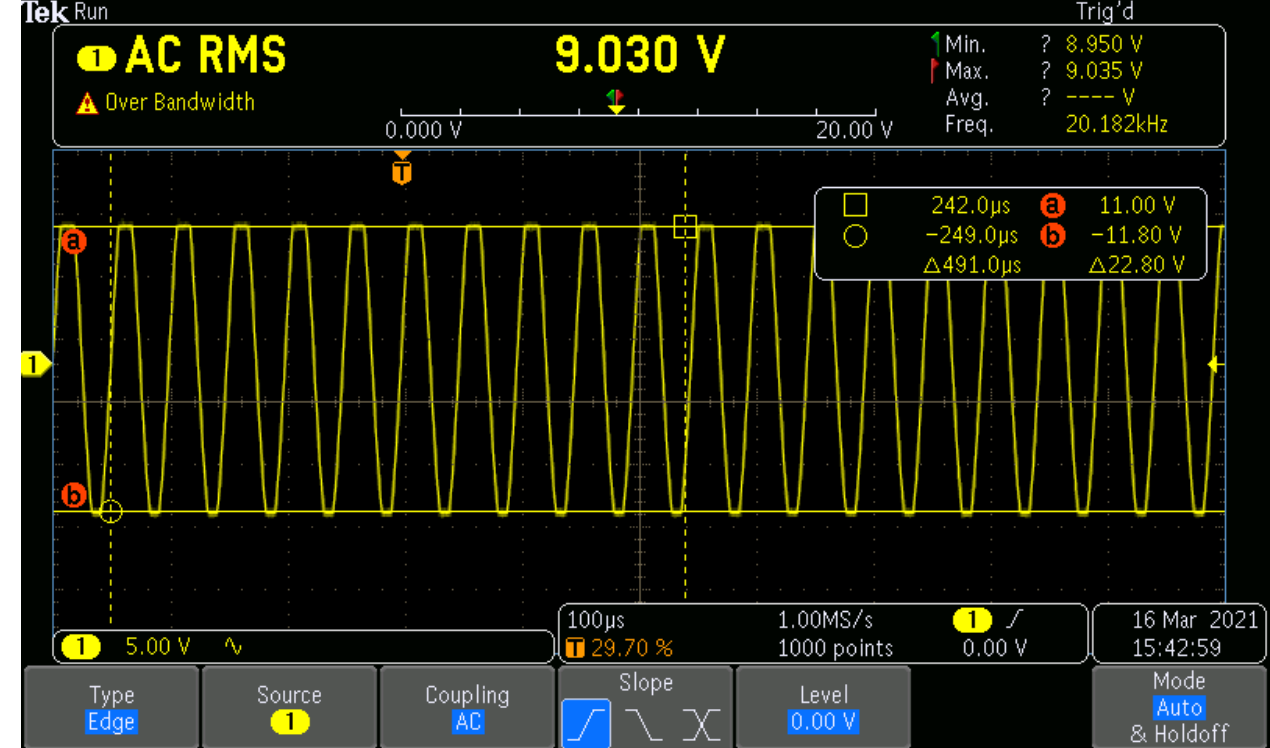 Tek Run Trig'd
1 AC RMS 9.030 V
Over Bandwidth
0.000 V 20.00 V
Min. ? 8.950 V
Max. ? 9.035 V
Avg. ? ---- V
Freq. 20.182kHz
T
242.0µs a 11.00 V
−249.0µs b −11.80 V
△491.0µs △22.80 V
a
1
b
1 5.00 V
100µs 1.00MS/s 1
T 29.70 % 1000 points 0.00 V
16 Mar 2021
15:42:59
Type
Edge
Source
1
Coupling
AC
Slope
Level
0.00 V
Mode
Auto
& Holdoff